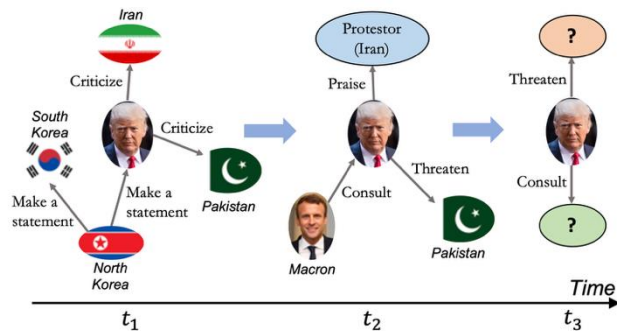 Iran
Criticize
South
Korea
Criticize
Make a
statement
Make a
statement
Pakistan
North
Korea
Protestor
(Iran)
Praise
Consult
Threaten
Macron
Pakistan
?
Threaten
Consult
?
Time
t₁
t₂
t₃